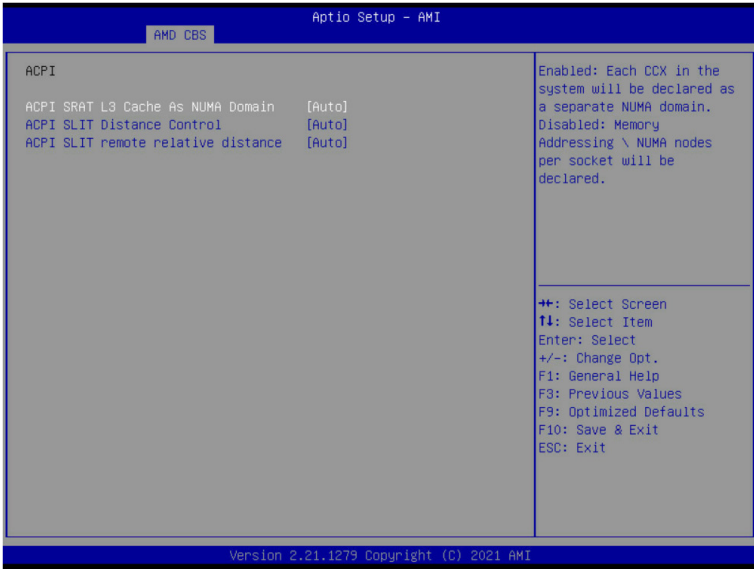 Aptio Setup – AMI
AMD CBS
ACPI
ACPI SRAT L3 Cache As NUMA Domain [Auto]
ACPI SLIT Distance Control [Auto]
ACPI SLIT remote relative distance [Auto]
Enabled: Each CCX in the
system will be declared as
a separate NUMA domain.
Disabled: Memory
Addressing \ NUMA nodes
per socket will be
declared.
→←: Select Screen
↑↓: Select Item
Enter: Select
+/-: Change Opt.
F1: General Help
F3: Previous Values
F9: Optimized Defaults
F10: Save & Exit
ESC: Exit
Version 2.21.1279 Copyright (C) 2021 AMI